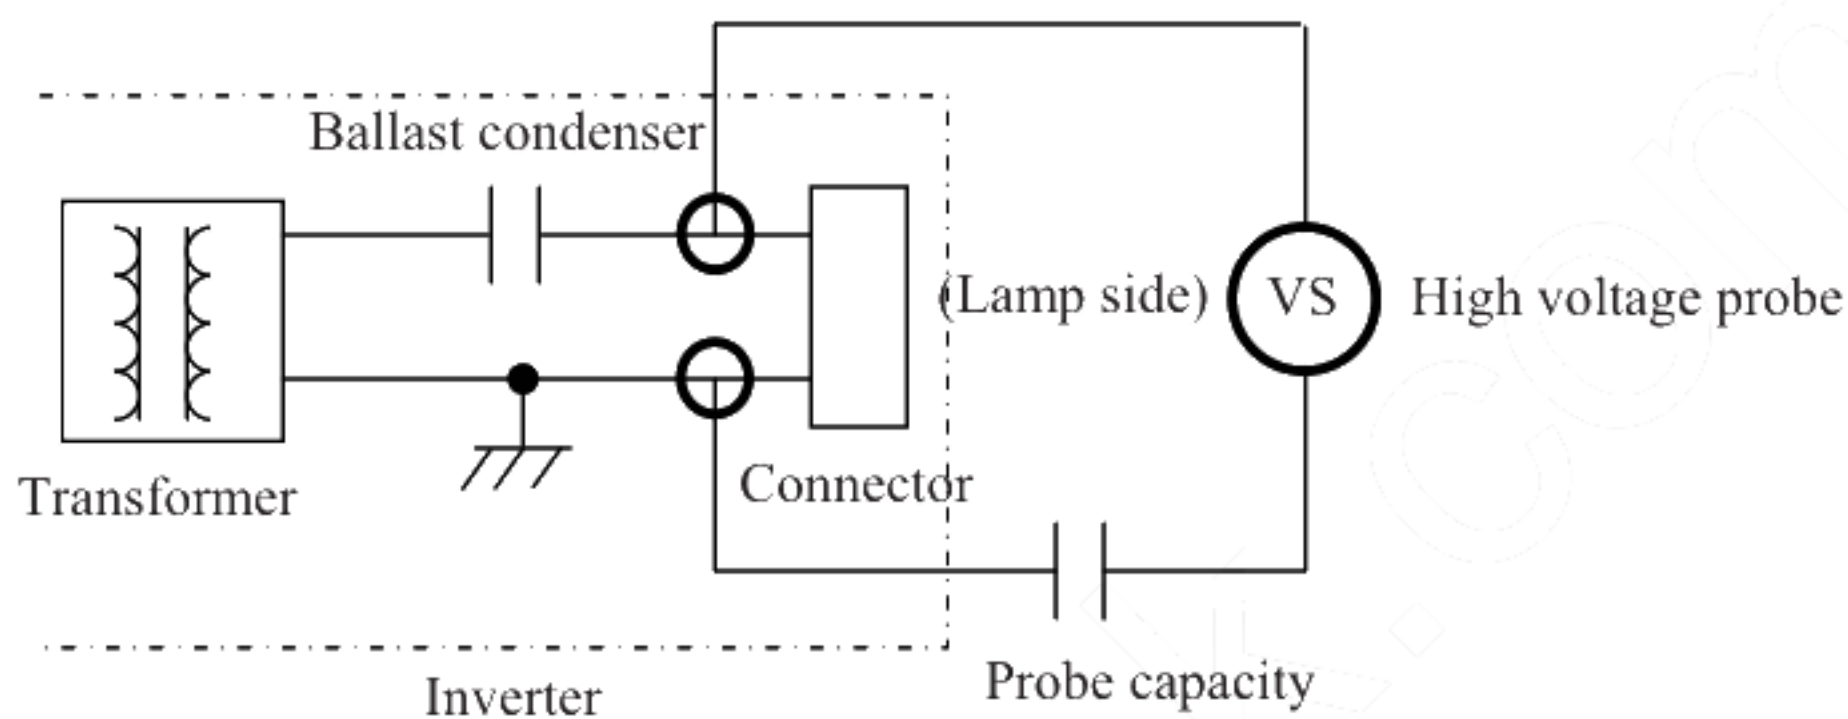 Ballast condenser
(Lamp side)
VS
High voltage probe
Transformer
Connector
Probe capacity
Inverter